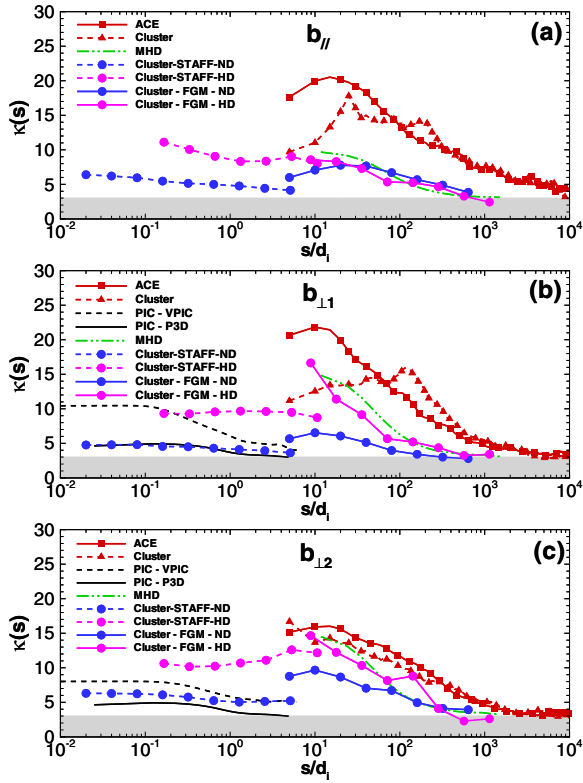 30
25
20
15
10
5
0
κ(s)
b//
(a)
ACE
Cluster
MHD
Cluster-STAFF-ND
Cluster-STAFF-HD
Cluster - FGM - ND
Cluster - FGM - HD
10-2 10-1 100 101 102 103 104
s/di
30
25
20
15
10
5
0
κ(s)
b⊥1
(b)
ACE
Cluster
PIC - VPIC
PIC - P3D
MHD
Cluster-STAFF-ND
Cluster-STAFF-HD
Cluster - FGM - ND
Cluster - FGM - HD
10-2 10-1 100 101 102 103 104
s/di
30
25
20
15
10
5
0
κ(s)
b⊥2
(c)
ACE
Cluster
PIC - VPIC
PIC - P3D
MHD
Cluster-STAFF-ND
Cluster-STAFF-HD
Cluster - FGM - ND
Cluster - FGM - HD
10-2 10-1 100 101 102 103 104
s/di